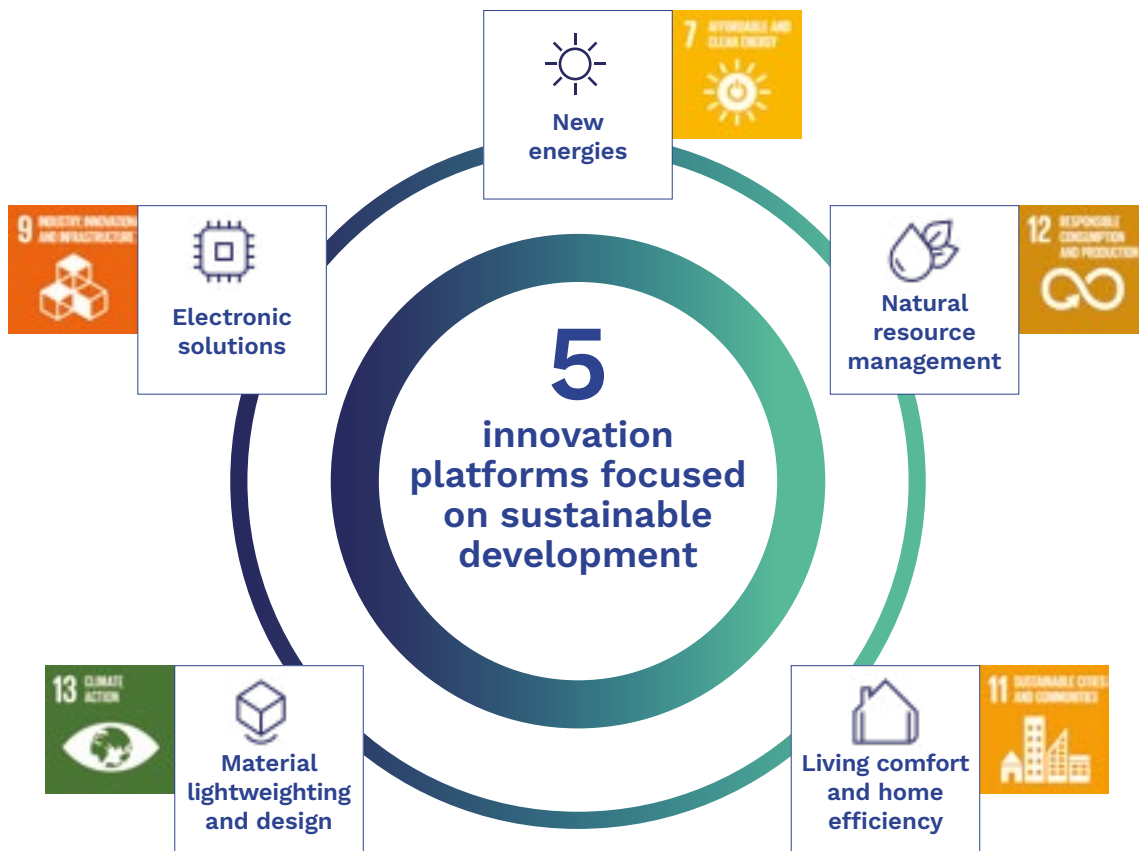 New
energies
7
AFFORDABLE AND
CLEAN ENERGY
9
INDUSTRY, INNOVATION
AND INFRASTRUCTURE
Electronic
solutions
Natural
resource
management
12
RESPONSIBLE
CONSUMPTION
AND PRODUCTION
5
innovation
platforms focused
on sustainable
development
13
CLIMATE
ACTION
Material
lightweighting
and design
Living comfort
and home
efficiency
11
SUSTAINABLE CITIES
AND COMMUNITIES